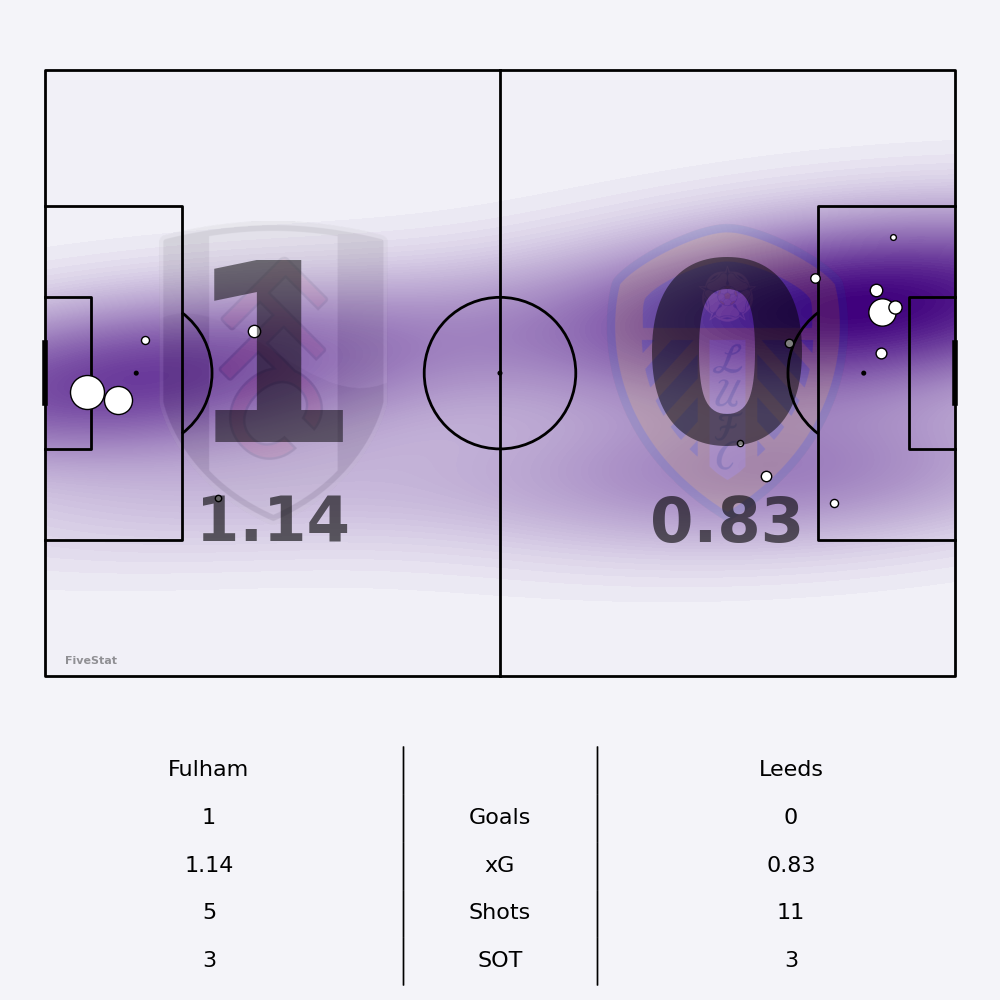 1
0
L
U
F
C
1.14
0.83
FiveStat
Fulham Leeds
1 Goals 0
1.14 xG 0.83
5 Shots 11
3 SOT 3